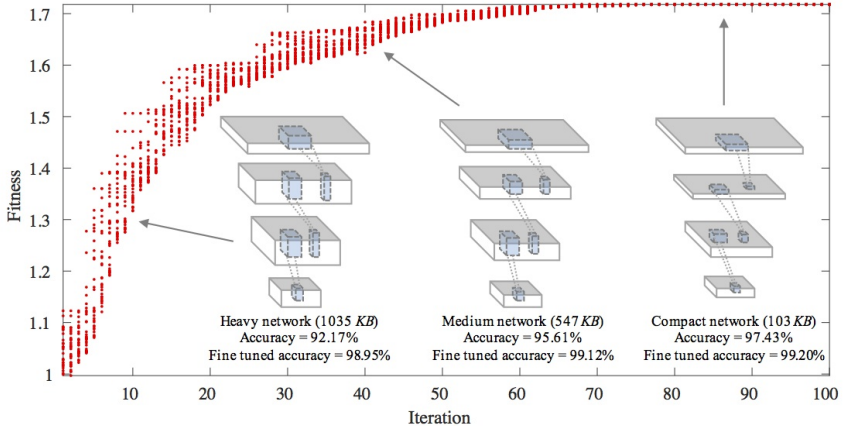 1.7
1.6
1.5
1.4
1.3
1.2
1.1
1
Fitness
Heavy network (1035 KB)
Accuracy = 92.17%
Fine tuned accuracy = 98.95%
Medium network (547 KB)
Accuracy = 95.61%
Fine tuned accuracy = 99.12%
Compact network (103 KB)
Accuracy = 97.43%
Fine tuned accuracy = 99.20%
10 20 30 40 50 60 70 80 90 100
Iteration